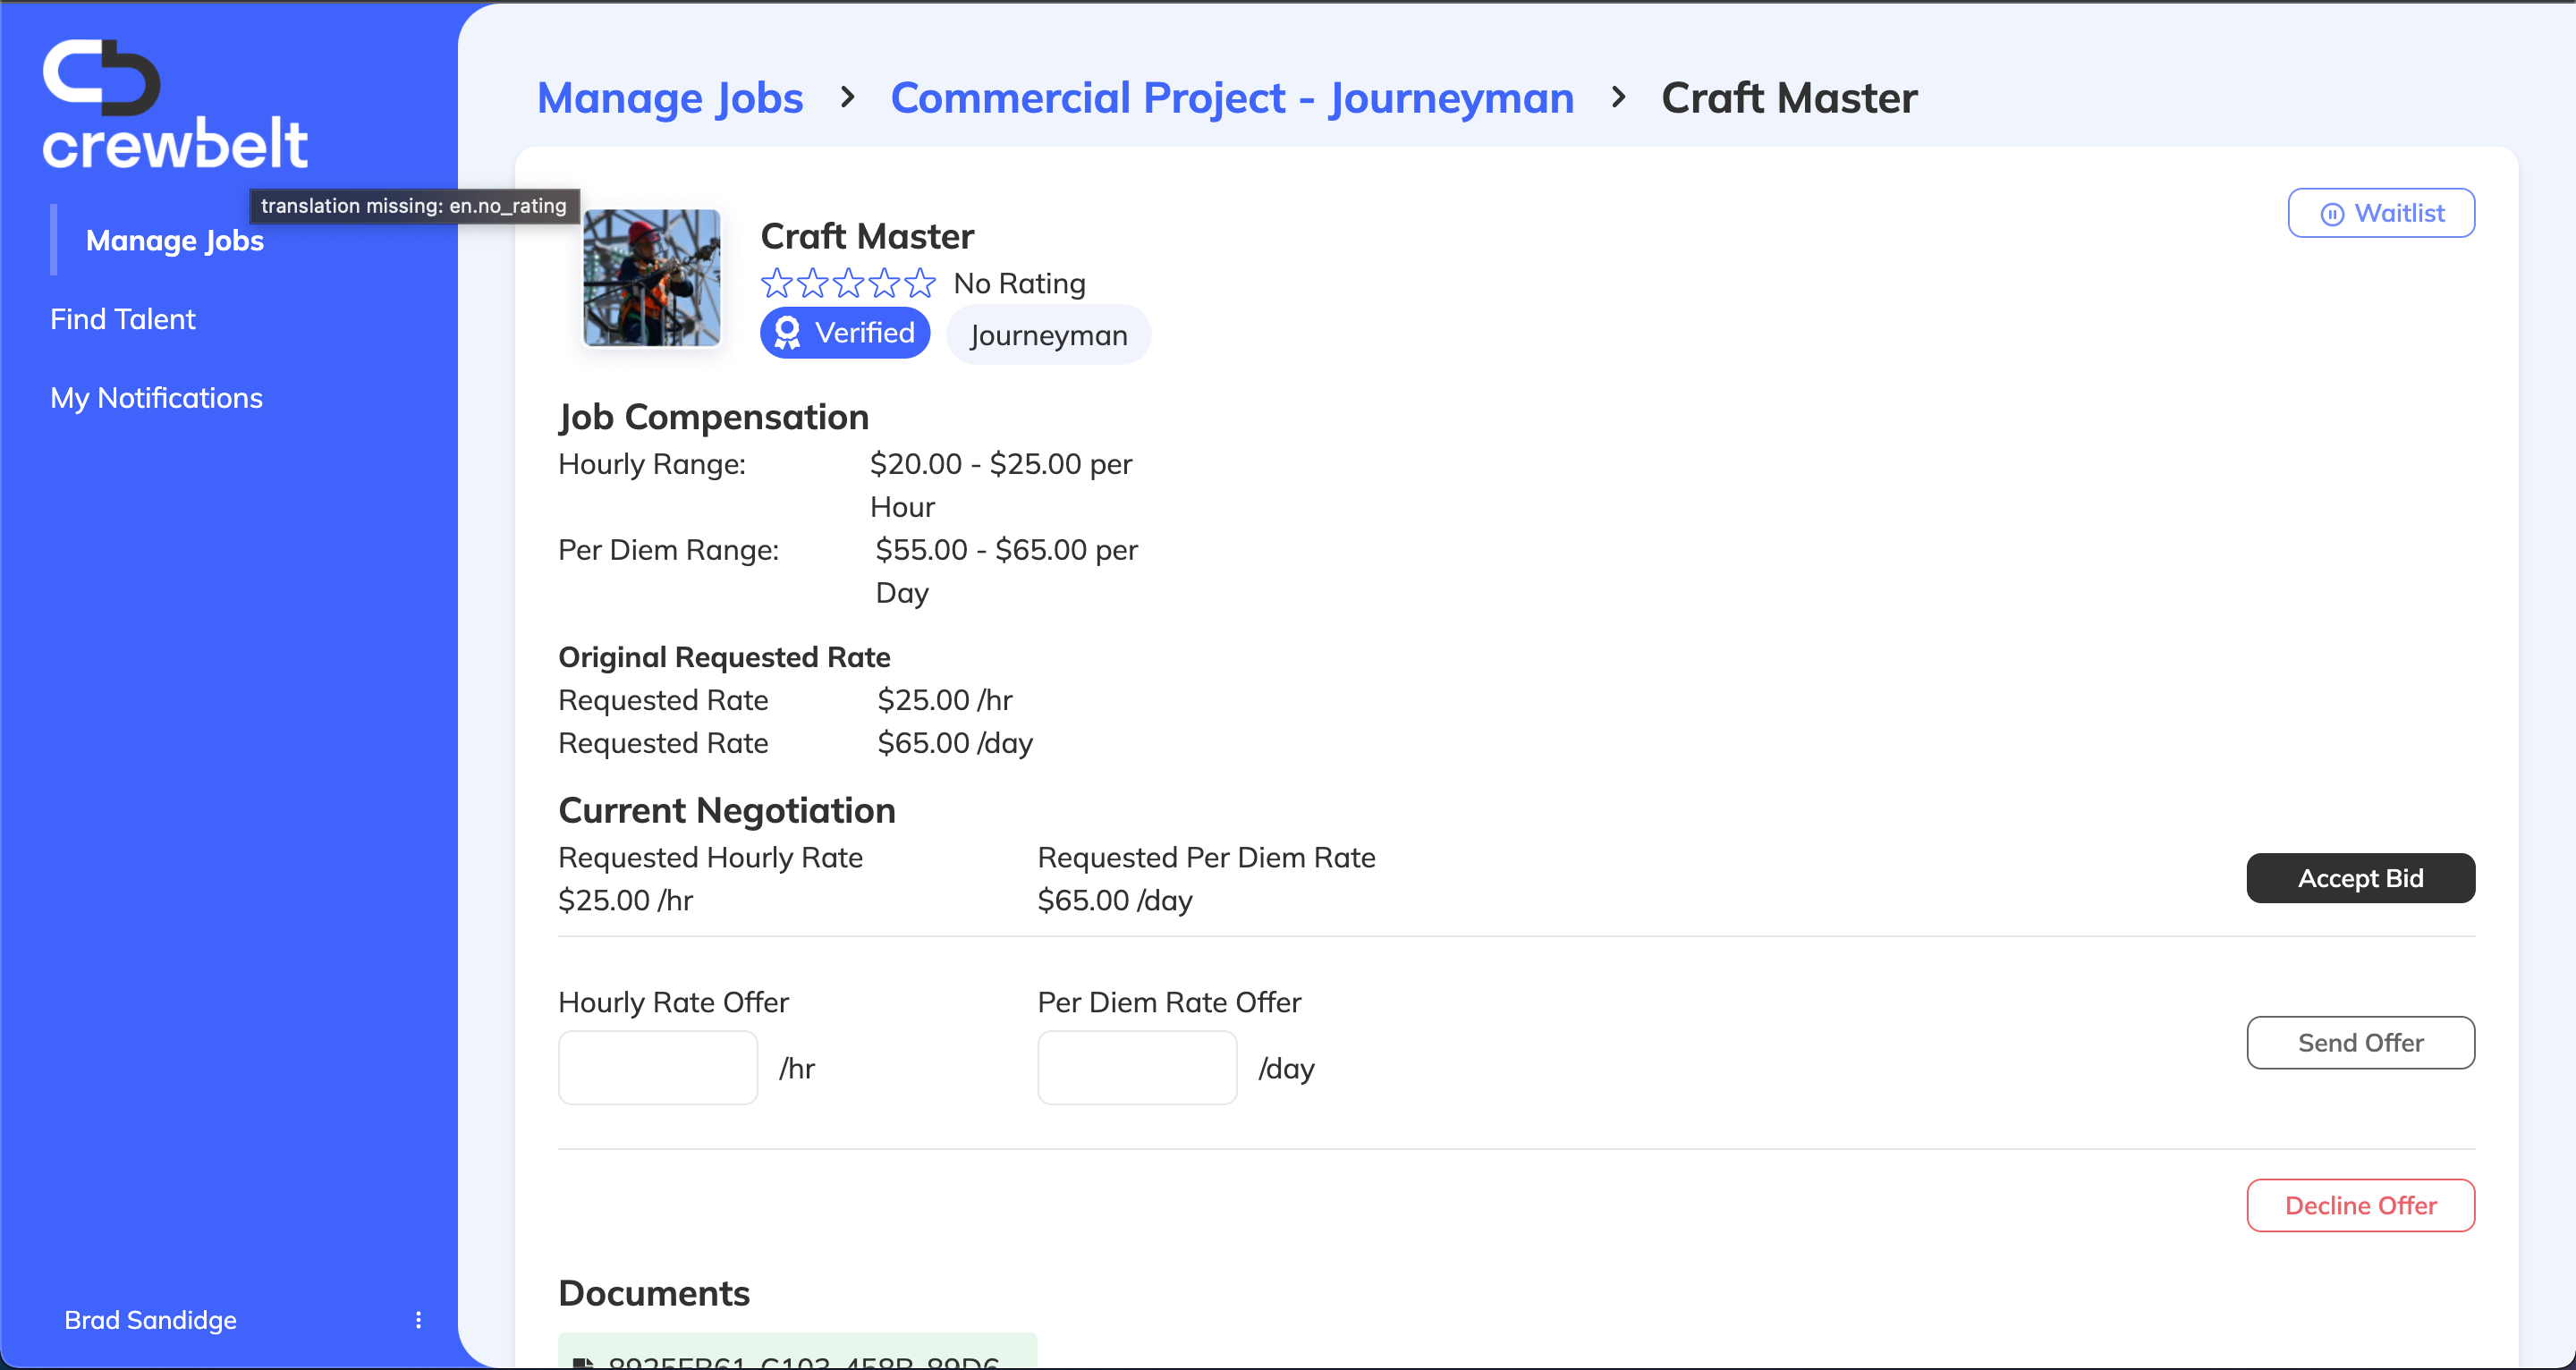 crewbelt
Manage Jobs
Find Talent
My Notifications
Brad Sandidge
translation missing: en.no_rating
Manage Jobs > Commercial Project - Journeyman > Craft Master
Waitlist
Craft Master
No Rating
Verified
Journeyman
Job Compensation
Hourly Range: $20.00 - $25.00 per
Hour
Per Diem Range: $55.00 - $65.00 per
Day
Original Requested Rate
Requested Rate $25.00 /hr
Requested Rate $65.00 /day
Current Negotiation
Requested Hourly Rate Requested Per Diem Rate
$25.00 /hr $65.00 /day
Accept Bid
Hourly Rate Offer Per Diem Rate Offer
/hr /day
Send Offer
Decline Offer
Documents